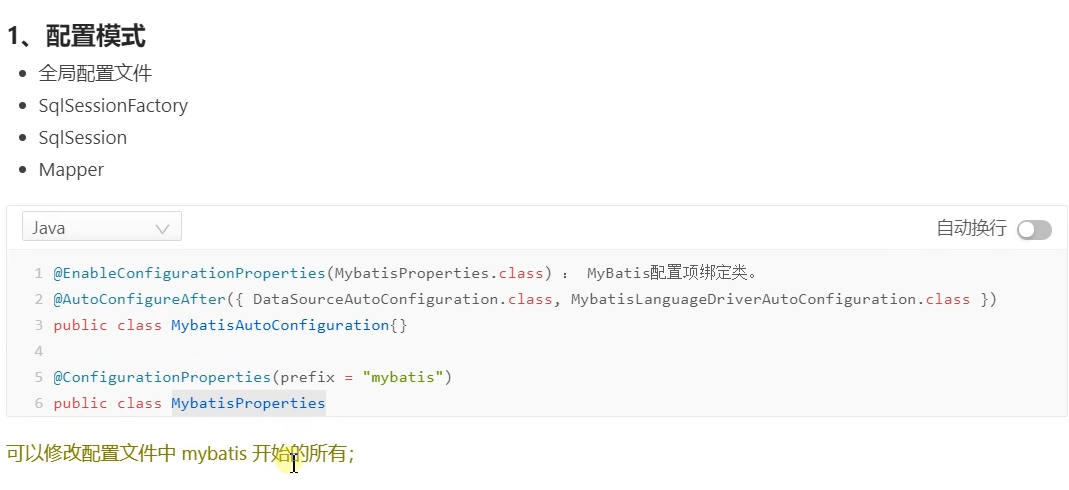 1、配置模式
全局配置文件
SqlSessionFactory
SqlSession
Mapper
Java 自动换行
1 @EnableConfigurationProperties(MybatisProperties.class) ： MyBatis配置项绑定类。
2 @AutoConfigureAfter({ DataSourceAutoConfiguration.class, MybatisLanguageDriverAutoConfiguration.class })
3 public class MybatisAutoConfiguration{}
4
5 @ConfigurationProperties(prefix = "mybatis")
6 public class MybatisProperties
可以修改配置文件中 mybatis 开始的所有；